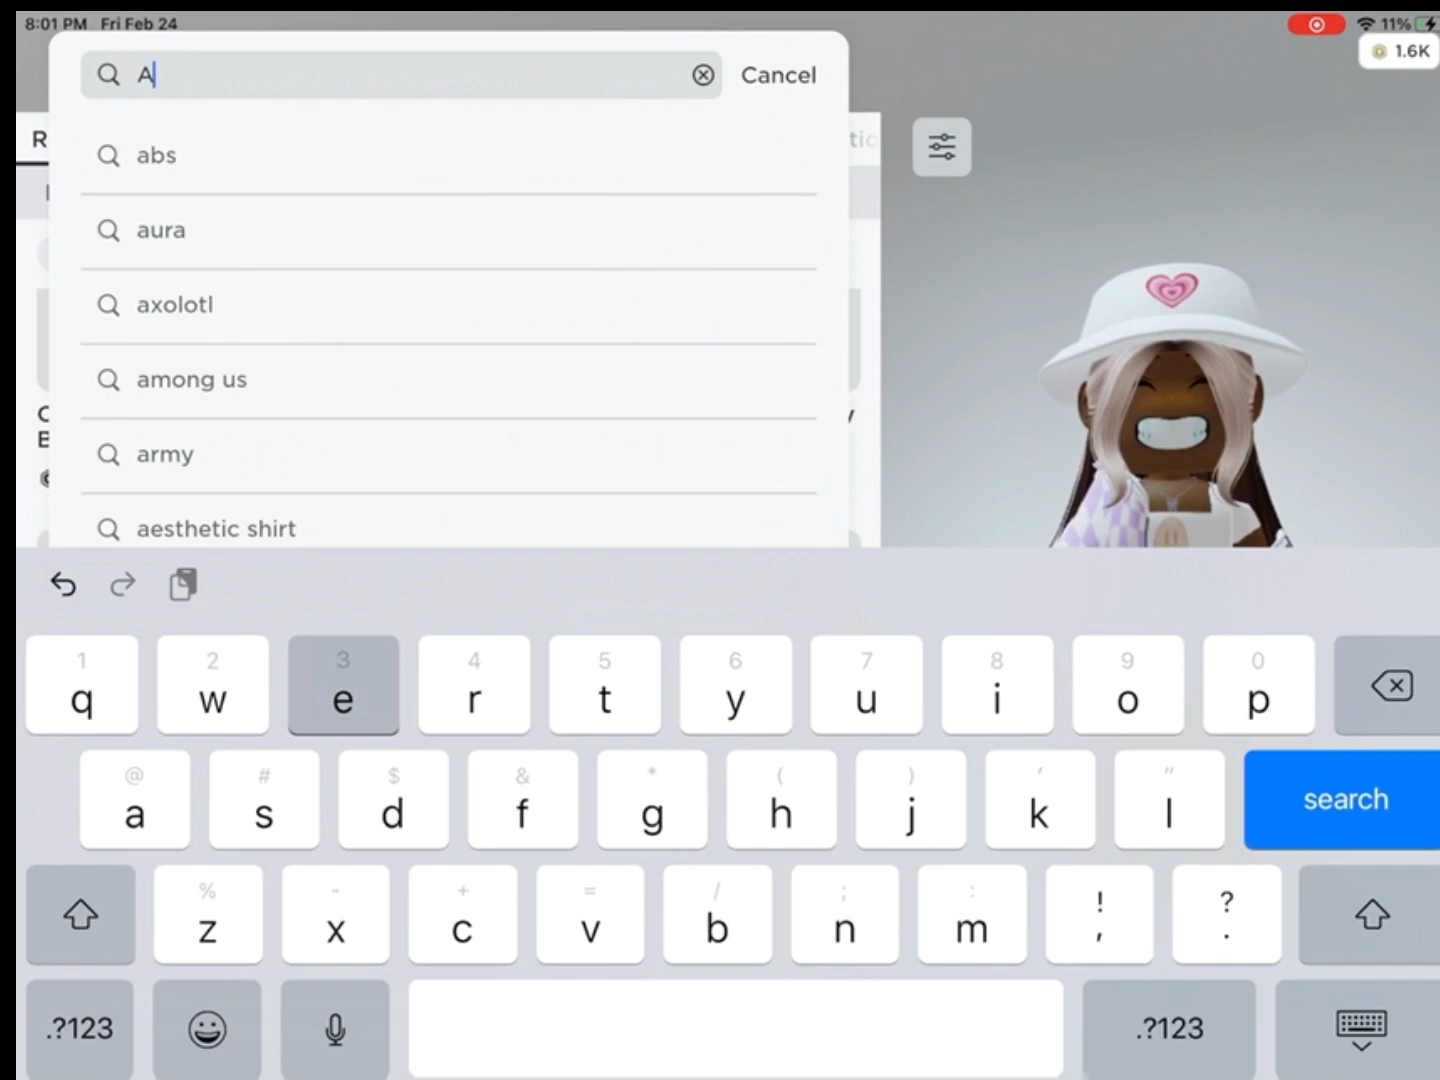 8:01 PM Fri Feb 24
11%
1.6K
A
Cancel
R
tio
abs
aura
axolotl
among us
army
aesthetic shirt
C
B
y
1 2 3 4 5 6 7 8 9 0
q w e r t y u i o p
@ # $ & * ( ) ' "
a s d f g h j k l search
% - + = / ; : ! ?
z x c v b n m , .
.?123 .?123